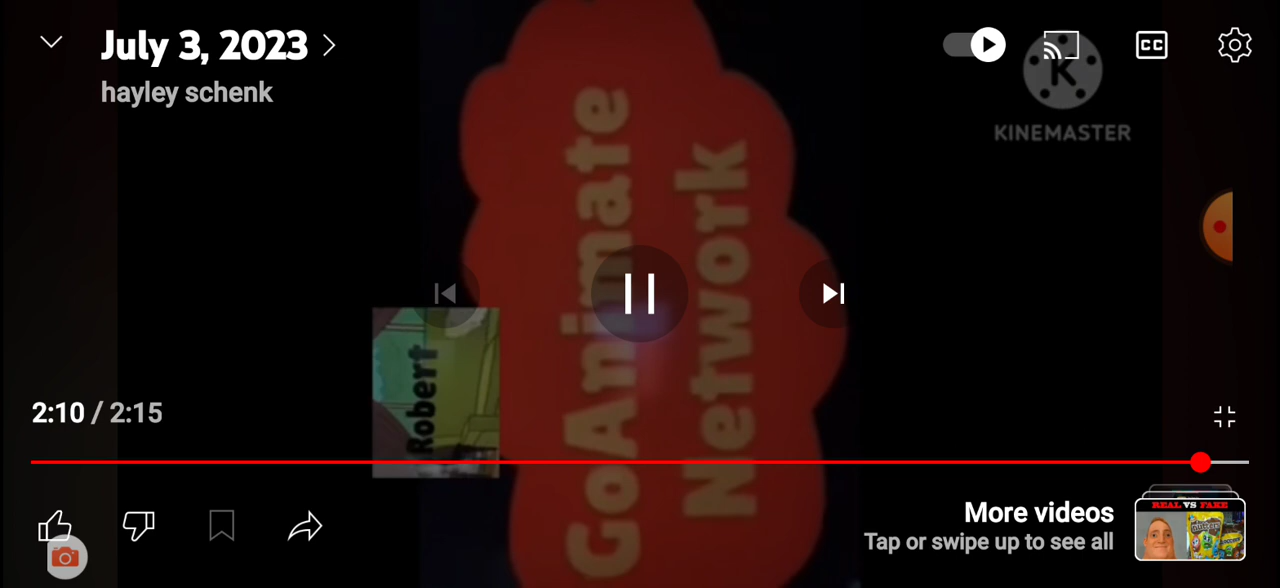 July 3, 2023
hayley schenk
CC
K
KINEMASTER
GoAnimate
Network
Robert
2:10 / 2:15
More videos
Tap or swipe up to see all
REAL VS FAKE